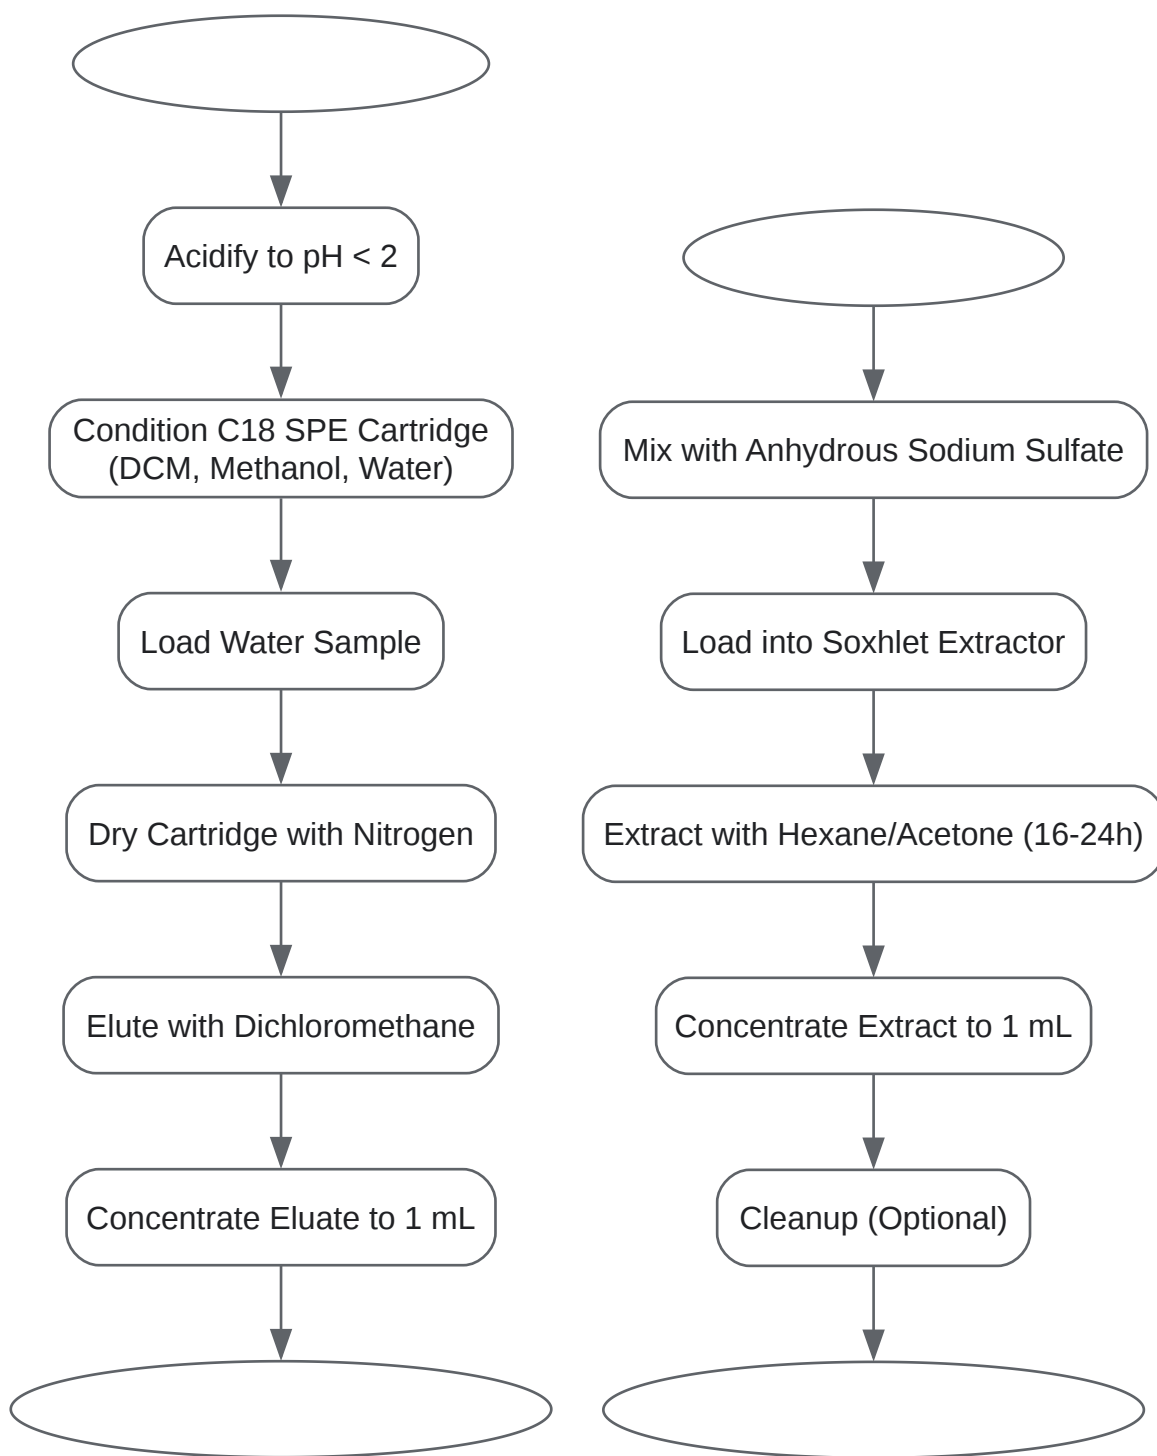 Acidify to pH < 2
Condition C18 SPE Cartridge
(DCM, Methanol, Water)
Load Water Sample
Dry Cartridge with Nitrogen
Elute with Dichloromethane
Concentrate Eluate to 1 mL
Mix with Anhydrous Sodium Sulfate
Load into Soxhlet Extractor
Extract with Hexane/Acetone (16-24h)
Concentrate Extract to 1 mL
Cleanup (Optional)